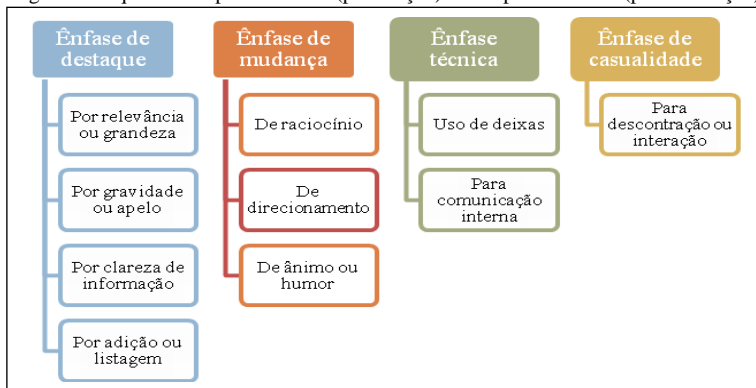 Ênfase de
destaque
Por relevância
ou grandeza
Por gravidade
ou apelo
Por clareza de
informação
Por adição ou
listagem
Ênfase de
mudança
De raciocínio
De
direcionamento
De ânimo ou
humor
Ênfase
técnica
Uso de deixas
Para
comunicação
interna
Ênfase de
casualidade
Para
descontração ou
interação